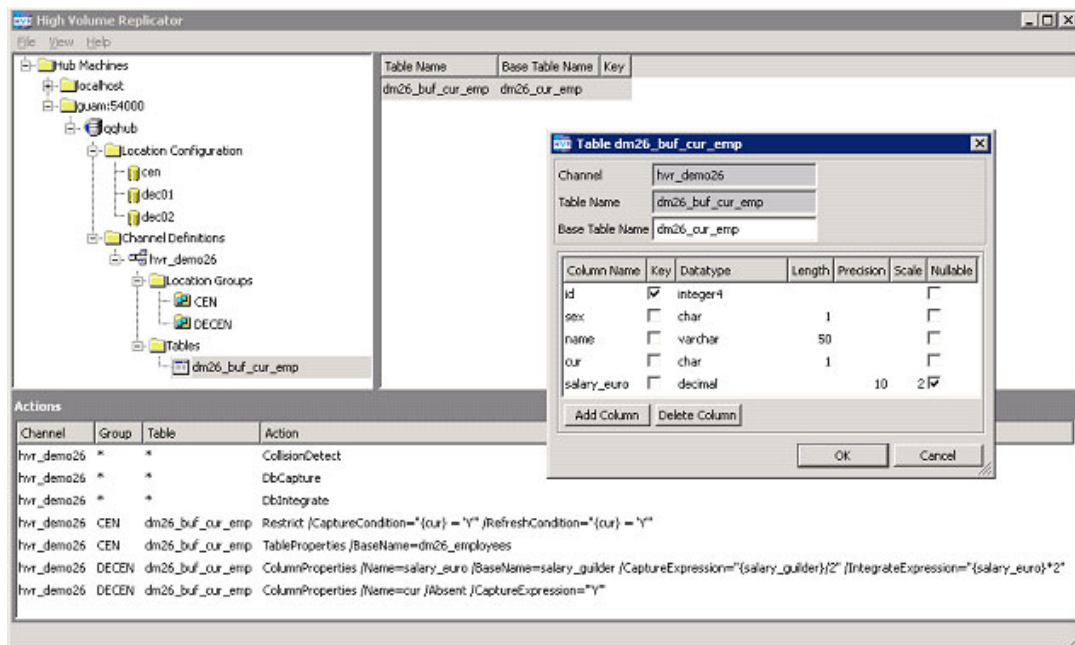 High Volume Replicator
File View Help
Hub Machines
localhost
guam:54000
qqhub
Location Configuration
cen
dec01
dec02
Channel Definitions
hvr_demo26
Location Groups
CEN
DECEN
Tables
dm26_buf_cur_emp
Table Name Base Table Name Key
dm26_buf_cur_emp dm26_cur_emp
Table dm26_buf_cur_emp
Channel hvr_demo26
Table Name dm26_buf_cur_emp
Base Table Name dm26_cur_emp
Column Name Key Datatype Length Precision Scale Nullable
id integer4
sex char 1
name varchar 50
cur char 1
salary_euro decimal 10 2
Add Column Delete Column
OK Cancel
Actions
Channel Group Table Action
hvr_demo26 * * CollisionDetect
hvr_demo26 * * DbCapture
hvr_demo26 * * DbIntegrate
hvr_demo26 CEN dm26_buf_cur_emp Restrict /CaptureCondition="{cur} = 'Y'" /RefreshCondition="{cur} = 'Y'"
hvr_demo26 CEN dm26_buf_cur_emp TableProperties /BaseName=dm26_employees
hvr_demo26 DECEN dm26_buf_cur_emp ColumnProperties /Name=salary_euro /BaseName=salary_guilder /CaptureExpression="{salary_guilder}/2" /IntegrateExpression="{salary_euro}*2"
hvr_demo26 DECEN dm26_buf_cur_emp ColumnProperties /Name=cur /Absent /CaptureExpression="'Y'"